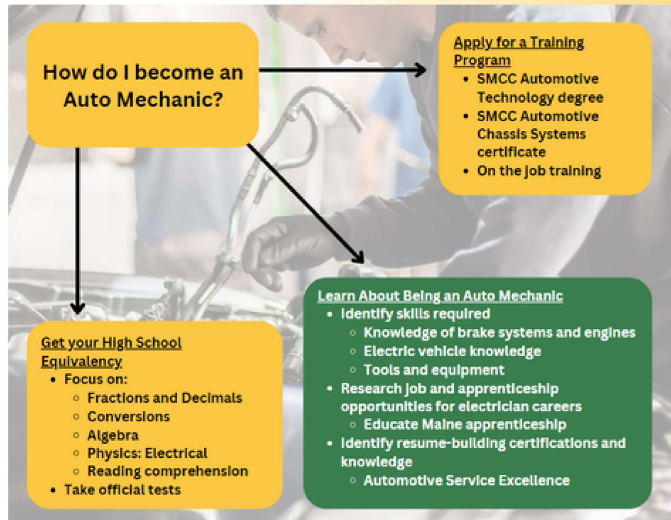 How do I become an
Auto Mechanic?
Apply for a Training
Program
• SMCC Automotive
Technology degree
• SMCC Automotive
Chassis Systems
certificate
• On the job training
Get your High School
Equivalency
• Focus on:
◦ Fractions and Decimals
◦ Conversions
◦ Algebra
◦ Physics: Electrical
◦ Reading comprehension
• Take official tests
Learn About Being an Auto Mechanic
• Identify skills required
◦ Knowledge of brake systems and engines
◦ Electric vehicle knowledge
◦ Tools and equipment
• Research job and apprenticeship
opportunities for electrician careers
◦ Educate Maine apprenticeship
• Identify resume-building certifications and
knowledge
◦ Automotive Service Excellence